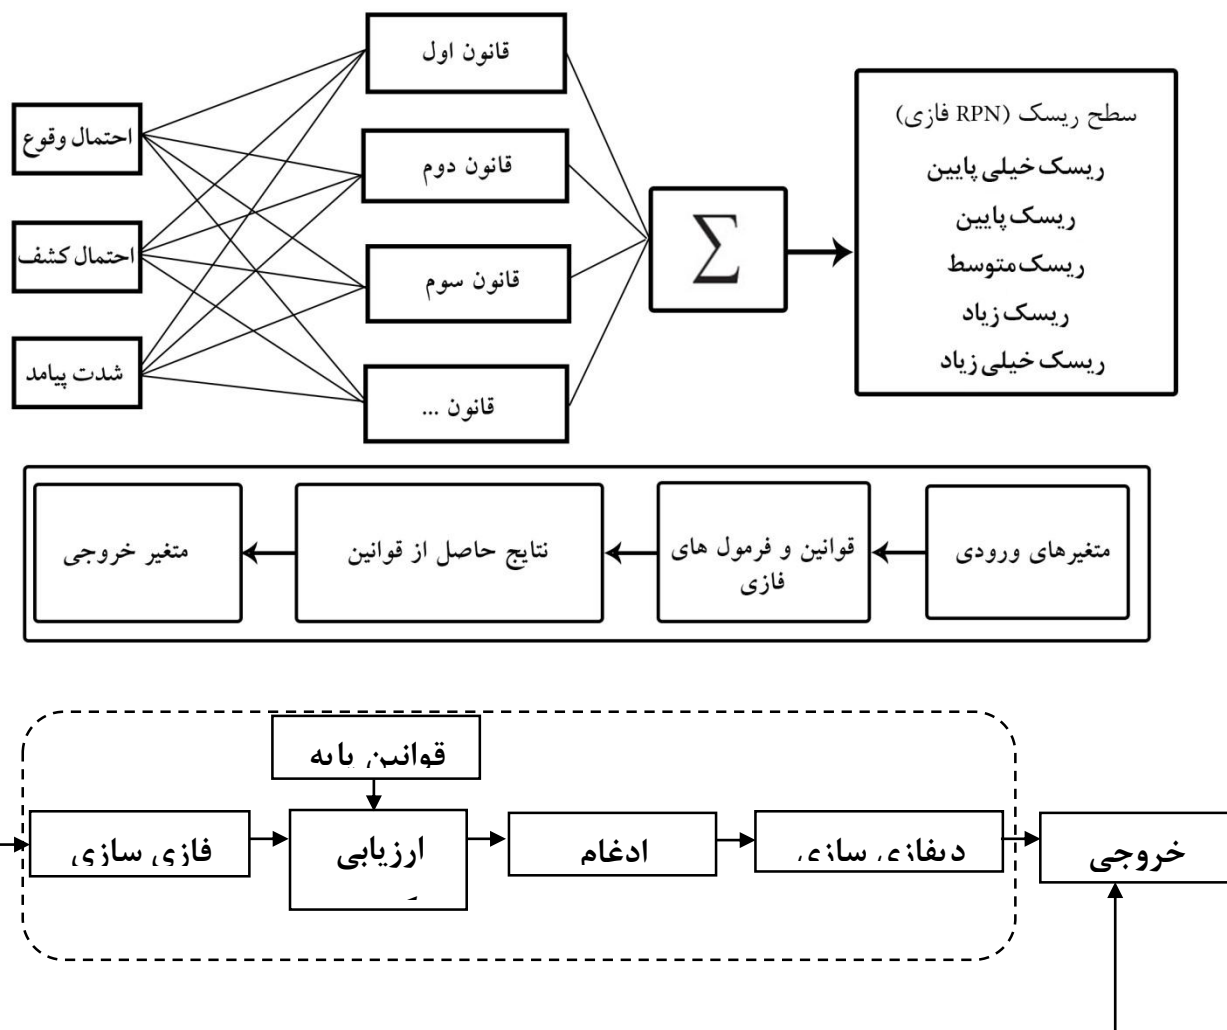 قانون اول
قانون دوم
قانون سوم
قانون ...
احتمال وقوع
احتمال کشف
شدت پیامد
∑
سطح ریسک (RPN فازی)
ریسک خیلی پایین
ریسک پایین
ریسک متوسط
ریسک زیاد
ریسک خیلی زیاد
متغیرهای ورودی
قوانین و فرمول های
فازی
نتایج حاصل از قوانین
متغیر خروجی
قوانین پایه
فازی سازی
ارزیابی
ادغام
دیفازی سازی
خروجی